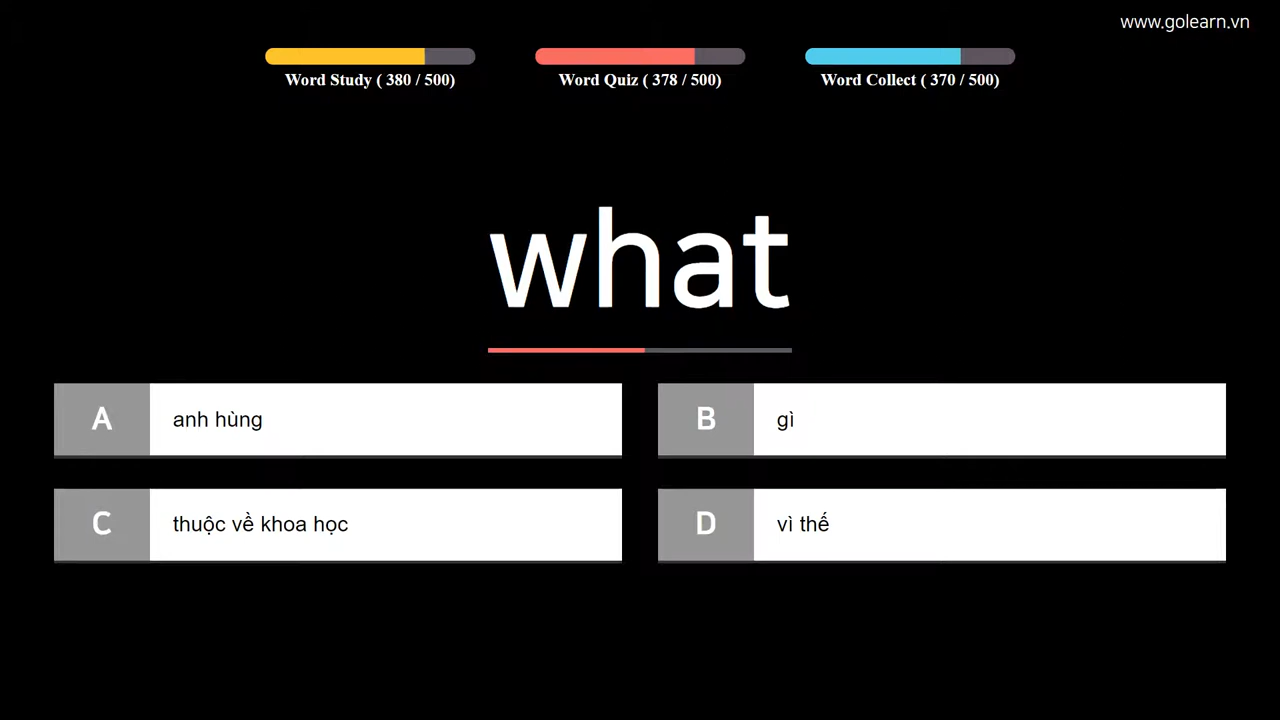 www.golearn.vn
Word Study ( 380 / 500)
Word Quiz ( 378 / 500)
Word Collect ( 370 / 500)
what
A anh hùng
B gì
C thuộc về khoa học
D vì thế